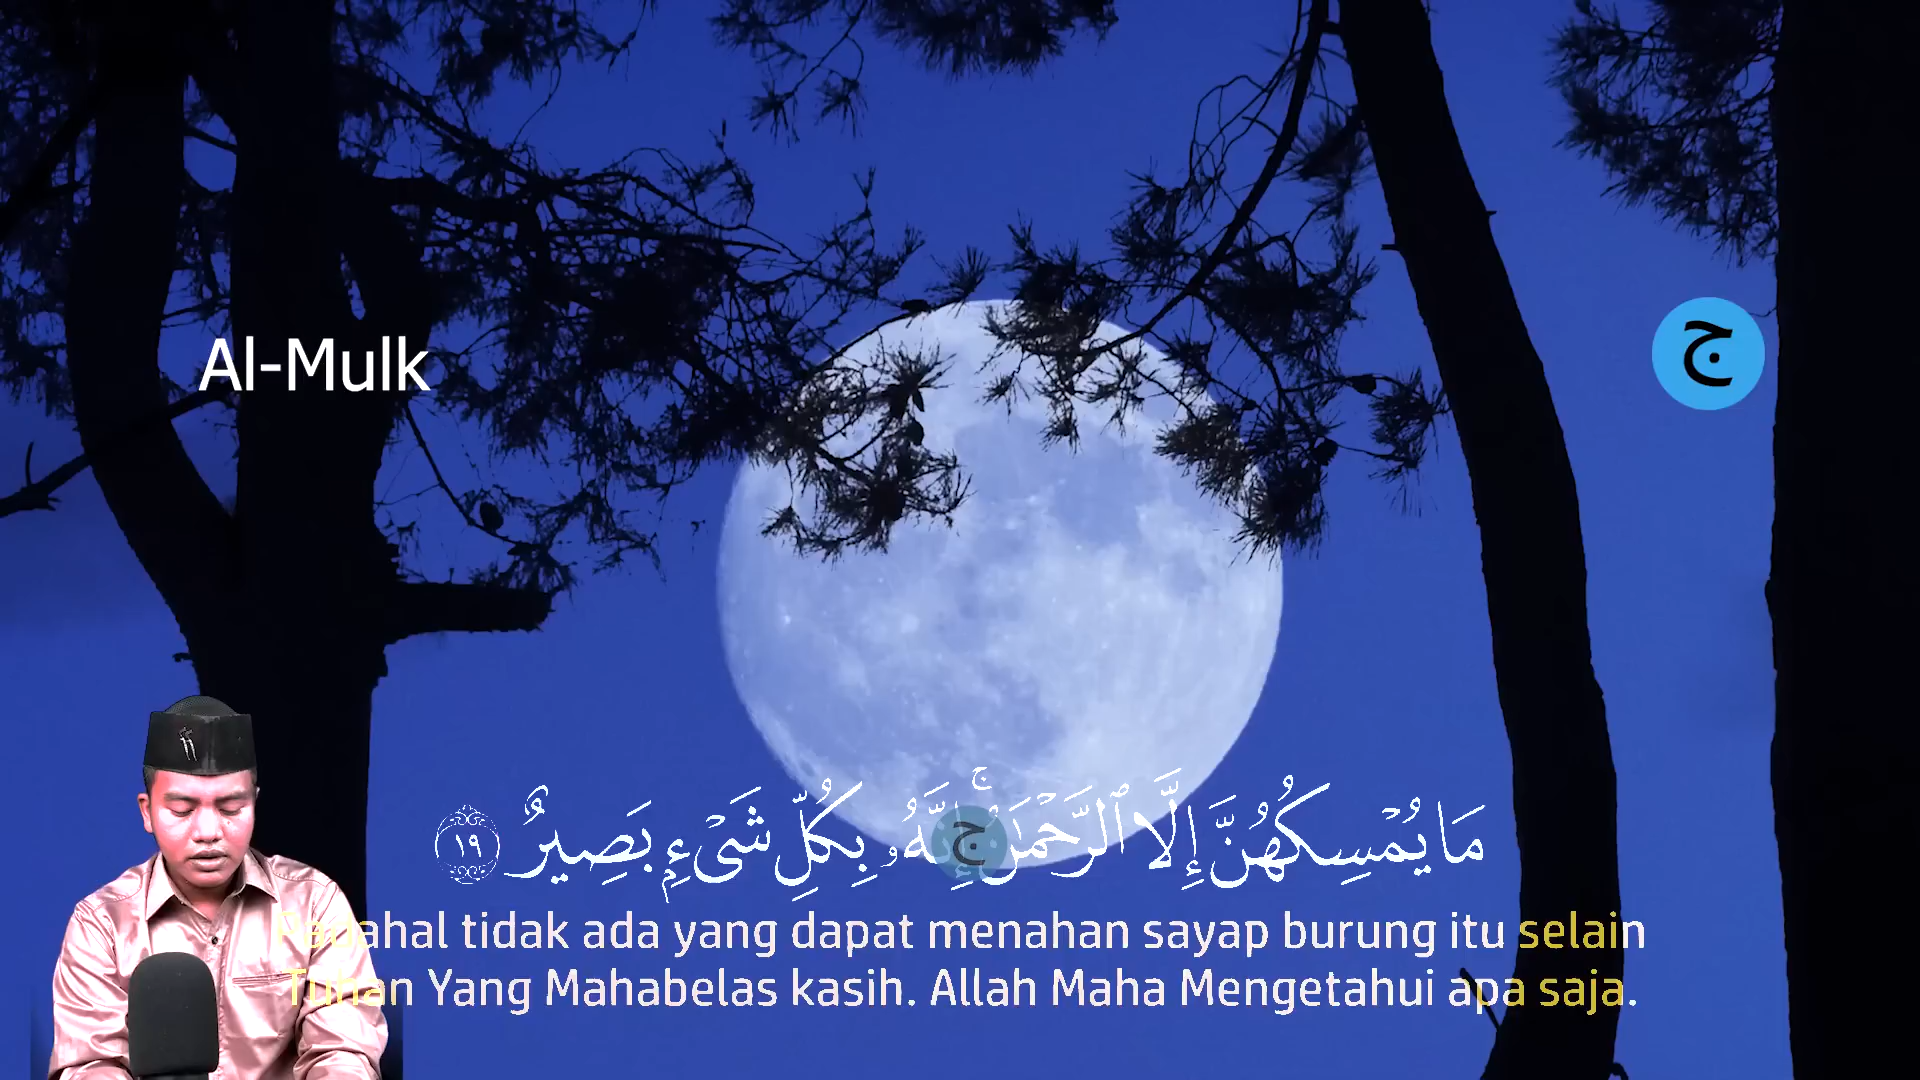 Al-Mulk
ج
مَا يُمْسِكُهُنَّ إِلَّا ٱلرَّحْمَٰنُ ۚ إِنَّهُۥ بِكُلِّ شَىْءٍۭ بَصِيرٌ ١٩
Padahal tidak ada yang dapat menahan sayap burung itu selain
Tuhan Yang Mahabelas kasih. Allah Maha Mengetahui apa saja.